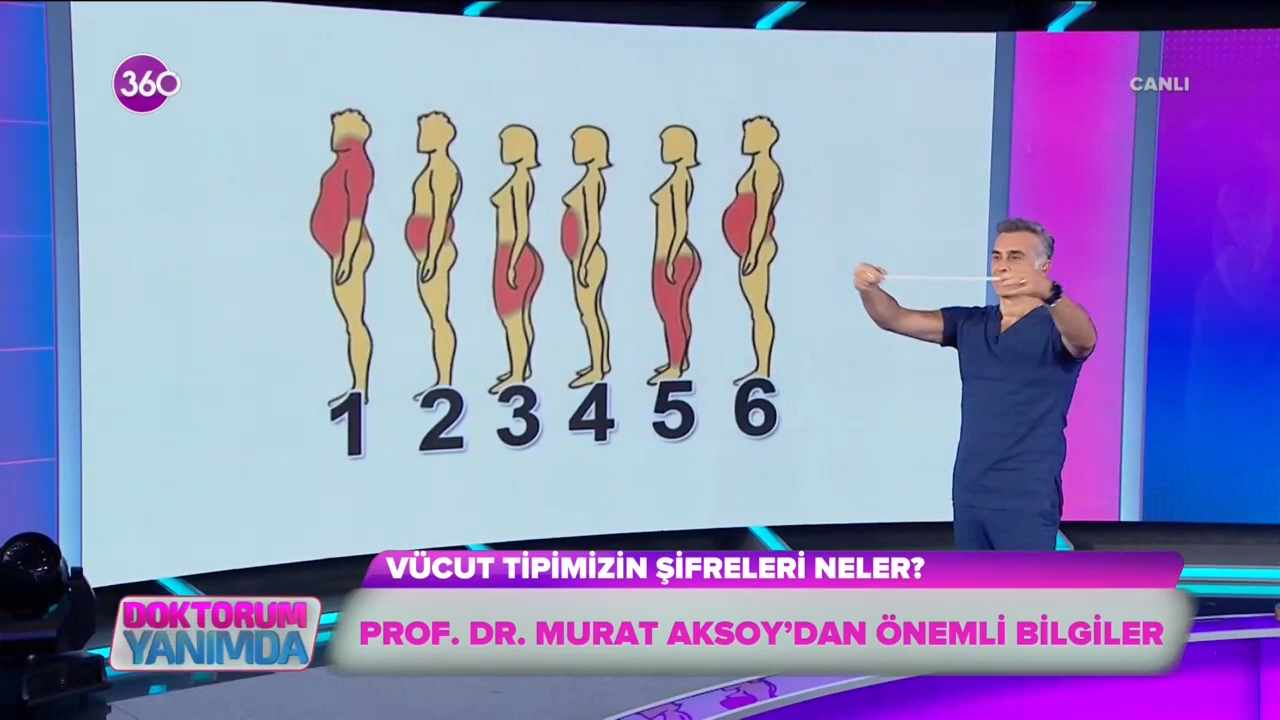 360
CANLI
1 2 3 4 5 6
VÜCUT TİPİMİZİN ŞİFRELERİ NELER?
DOKTORUM
YANIMDA
PROF. DR. MURAT AKSOY’DAN ÖNEMLİ BİLGİLER